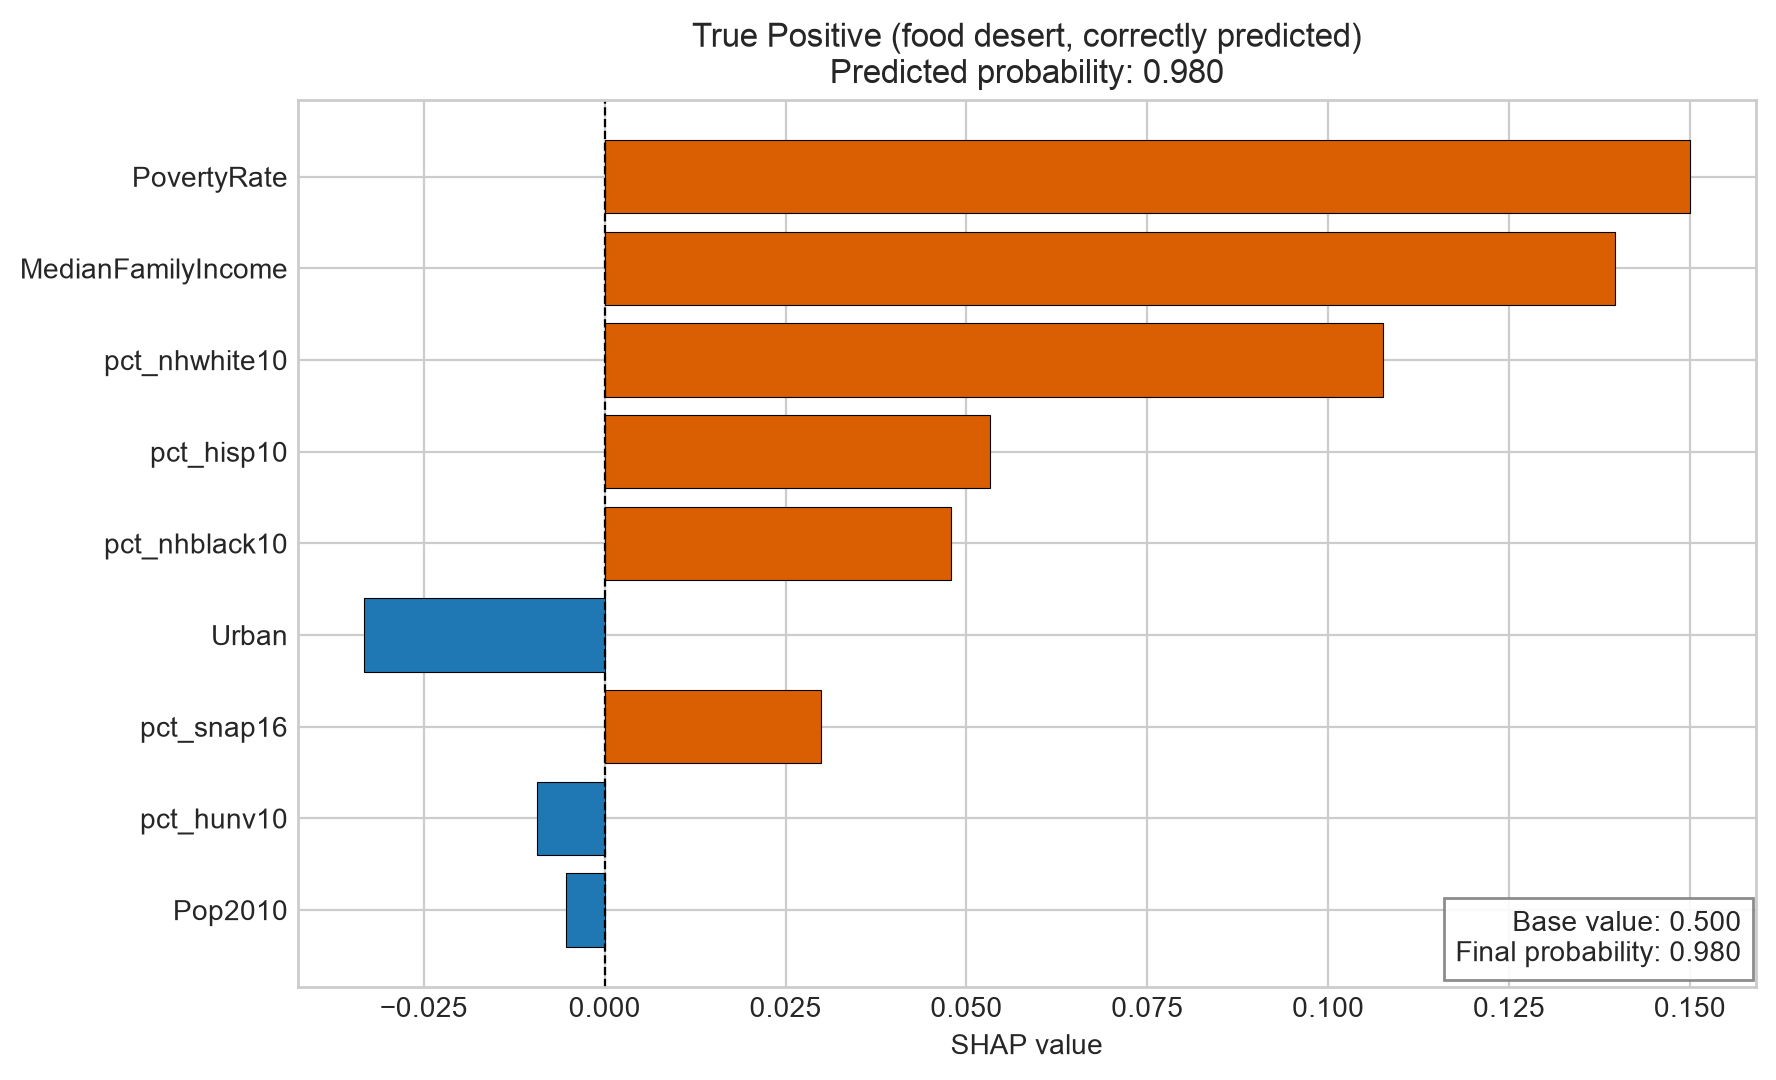 True Positive (food desert, correctly predicted)
Predicted probability: 0.980
PovertyRate
MedianFamilyIncome
pct_nhwhite10
pct_hisp10
pct_nhblack10
Urban
pct_snap16
pct_hunv10
Pop2010
Base value: 0.500
Final probability: 0.980
−0.025 0.000 0.025 0.050 0.075 0.100 0.125 0.150
SHAP value